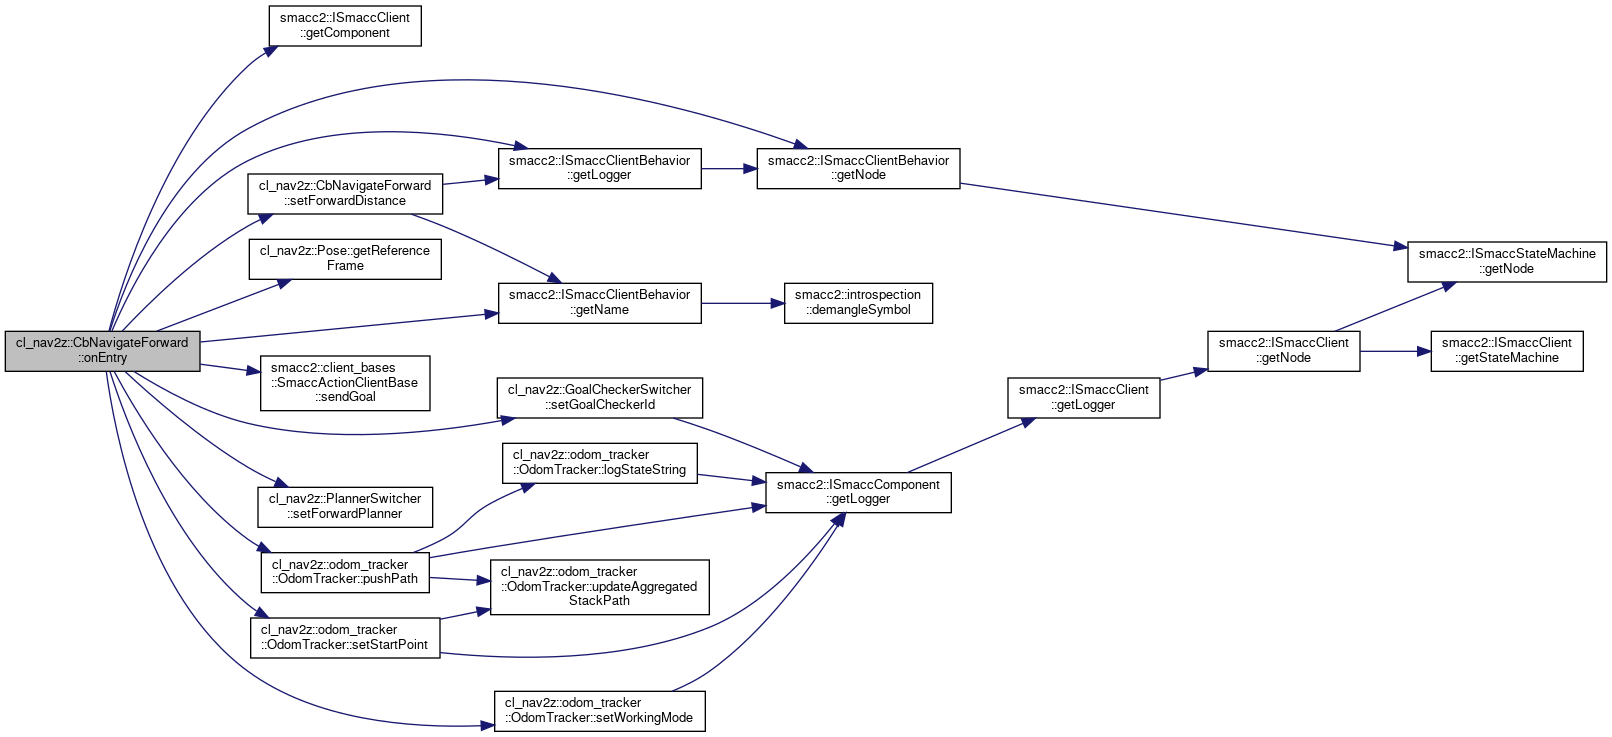 smacc2::ISmaccClient
::getComponent
smacc2::ISmaccClientBehavior
::getLogger
smacc2::ISmaccClientBehavior
::getNode
cl_nav2z::CbNavigateForward
::setForwardDistance
cl_nav2z::Pose::getReference
Frame
smacc2::ISmaccStateMachine
::getNode
smacc2::ISmaccClientBehavior
::getName
smacc2::introspection
::demangleSymbol
cl_nav2z::CbNavigateForward
::onEntry
smacc2::ISmaccClient
::getNode
smacc2::ISmaccClient
::getStateMachine
smacc2::client_bases
::SmaccActionClientBase
::sendGoal
cl_nav2z::GoalCheckerSwitcher
::setGoalCheckerId
smacc2::ISmaccClient
::getLogger
cl_nav2z::odom_tracker
::OdomTracker::logStateString
smacc2::ISmaccComponent
::getLogger
cl_nav2z::PlannerSwitcher
::setForwardPlanner
cl_nav2z::odom_tracker
::OdomTracker::pushPath
cl_nav2z::odom_tracker
::OdomTracker::updateAggregated
StackPath
cl_nav2z::odom_tracker
::OdomTracker::setStartPoint
cl_nav2z::odom_tracker
::OdomTracker::setWorkingMode